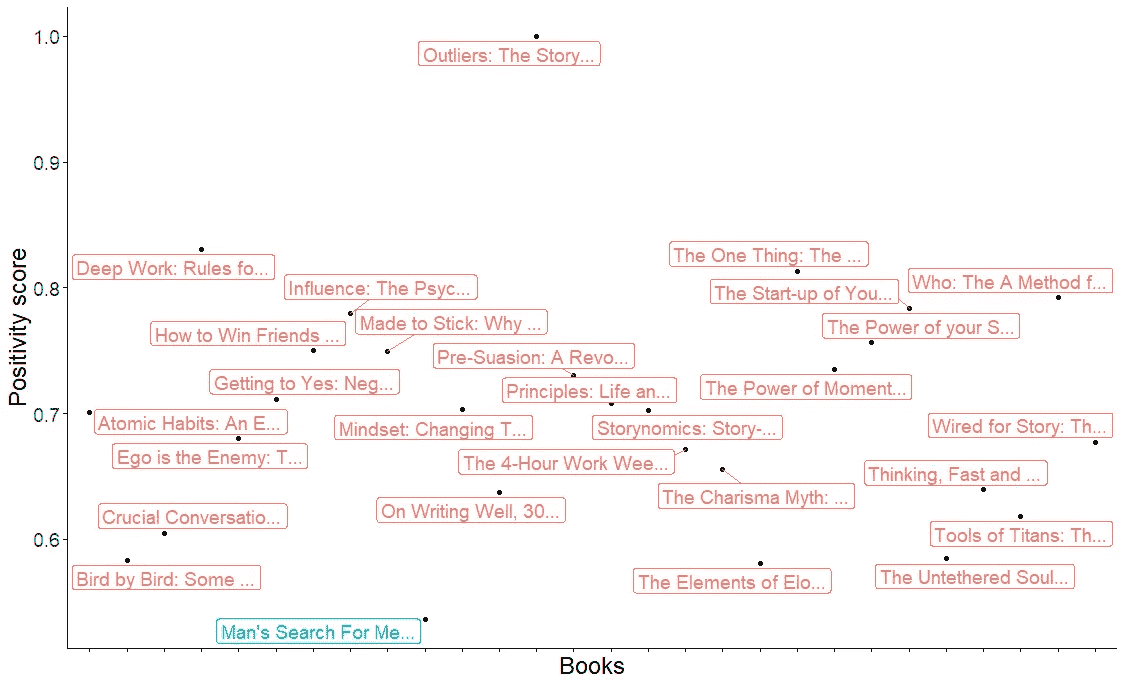 1.0
Outliers: The Story...
0.9
Deep Work: Rules fo...
The One Thing: The ...
0.8
Influence: The Psyc...
The Start-up of You...
Who: The A Method f...
How to Win Friends ...
Made to Stick: Why ...
The Power of your S...
Pre-Suasion: A Revo...
Getting to Yes: Neg...
Principles: Life an...
The Power of Moment...
0.7
Atomic Habits: An E...
Mindset: Changing T...
Storynomics: Story-...
Wired for Story: Th...
Ego is the Enemy: T...
The 4-Hour Work Wee...
Thinking, Fast and ...
The Charisma Myth: ...
On Writing Well, 30...
Crucial Conversatio...
Tools of Titans: Th...
0.6
Bird by Bird: Some ...
The Elements of Elo...
The Untethered Soul...
Man's Search For Me...
Positivity score
Books